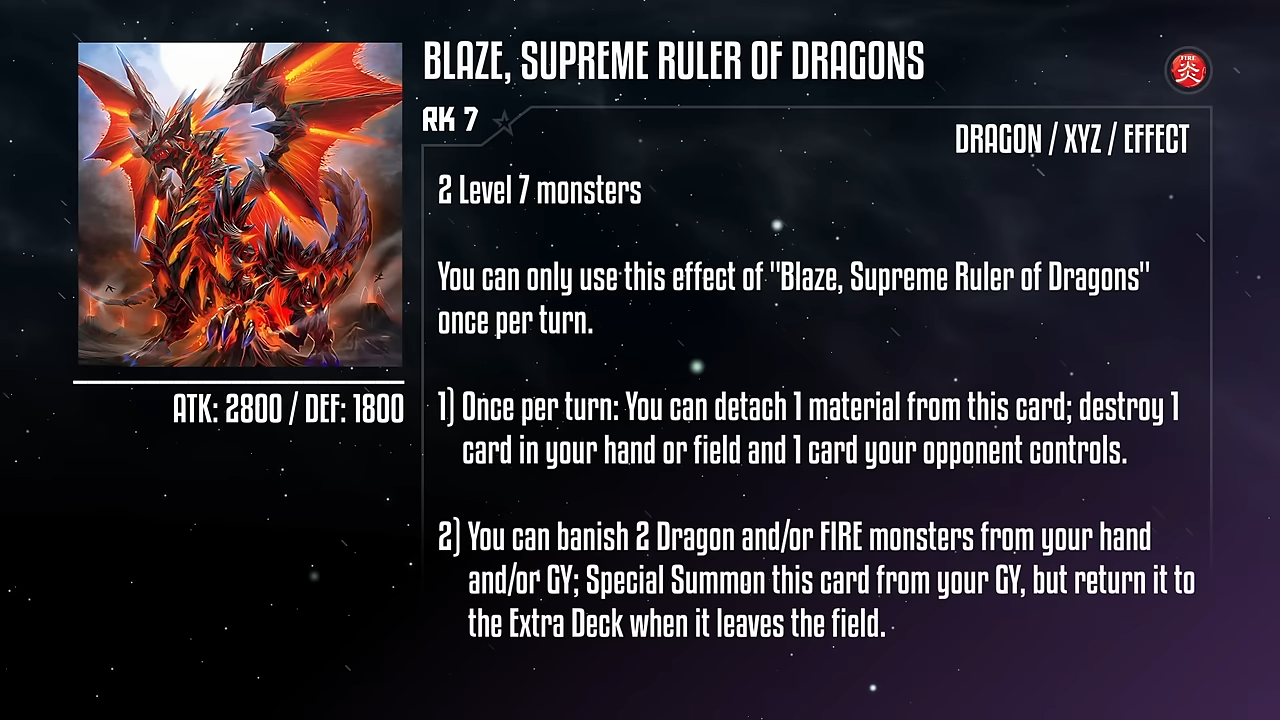 BLAZE, SUPREME RULER OF DRAGONS
FIRE
炎
RK 7
DRAGON / XYZ / EFFECT
2 Level 7 monsters
You can only use this effect of "Blaze, Supreme Ruler of Dragons"
once per turn.
1) Once per turn: You can detach 1 material from this card; destroy 1
card in your hand or field and 1 card your opponent controls.
2) You can banish 2 Dragon and/or FIRE monsters from your hand
and/or GY; Special Summon this card from your GY, but return it to
the Extra Deck when it leaves the field.
ATK: 2800 / DEF: 1800